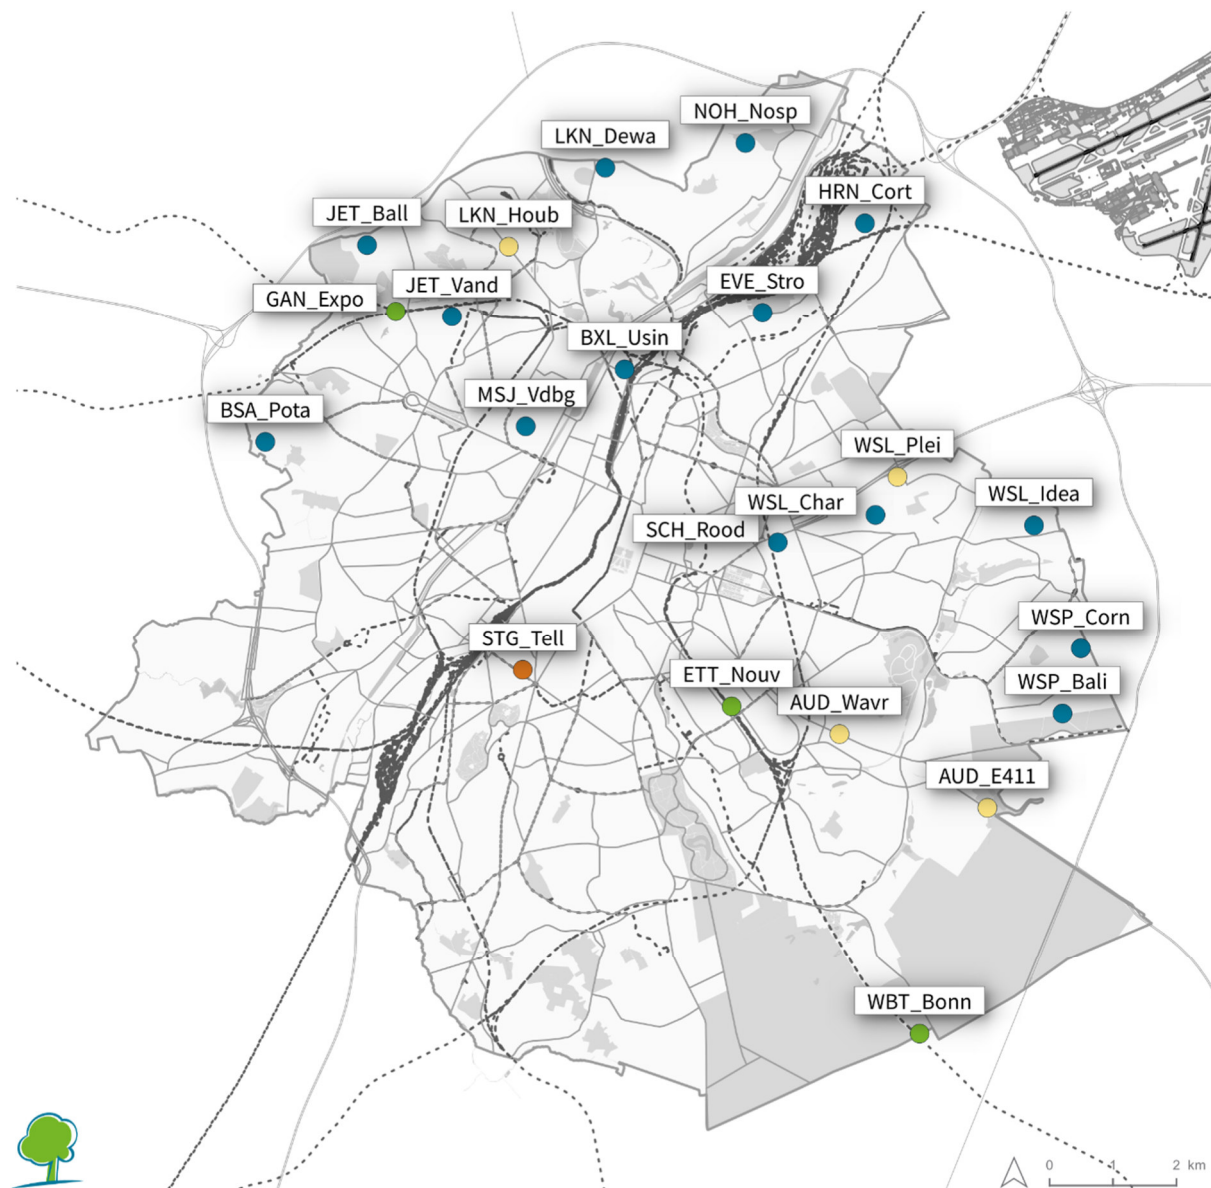 NOH_Nosp
LKN_Dewa
HRN_Cort
JET_Ball
LKN_Houb
EVE_Stro
JET_Vand
GAN_Expo
BXL_Usin
MSJ_Vdbg
BSA_Pota
WSL_Plei
WSL_Idea
WSL_Char
SCH_Rood
WSP_Corn
STG_Tell
ETT_Nouv
WSP_Bali
AUD_Wavr
AUD_E411
WBT_Bonn
0 1 2 km